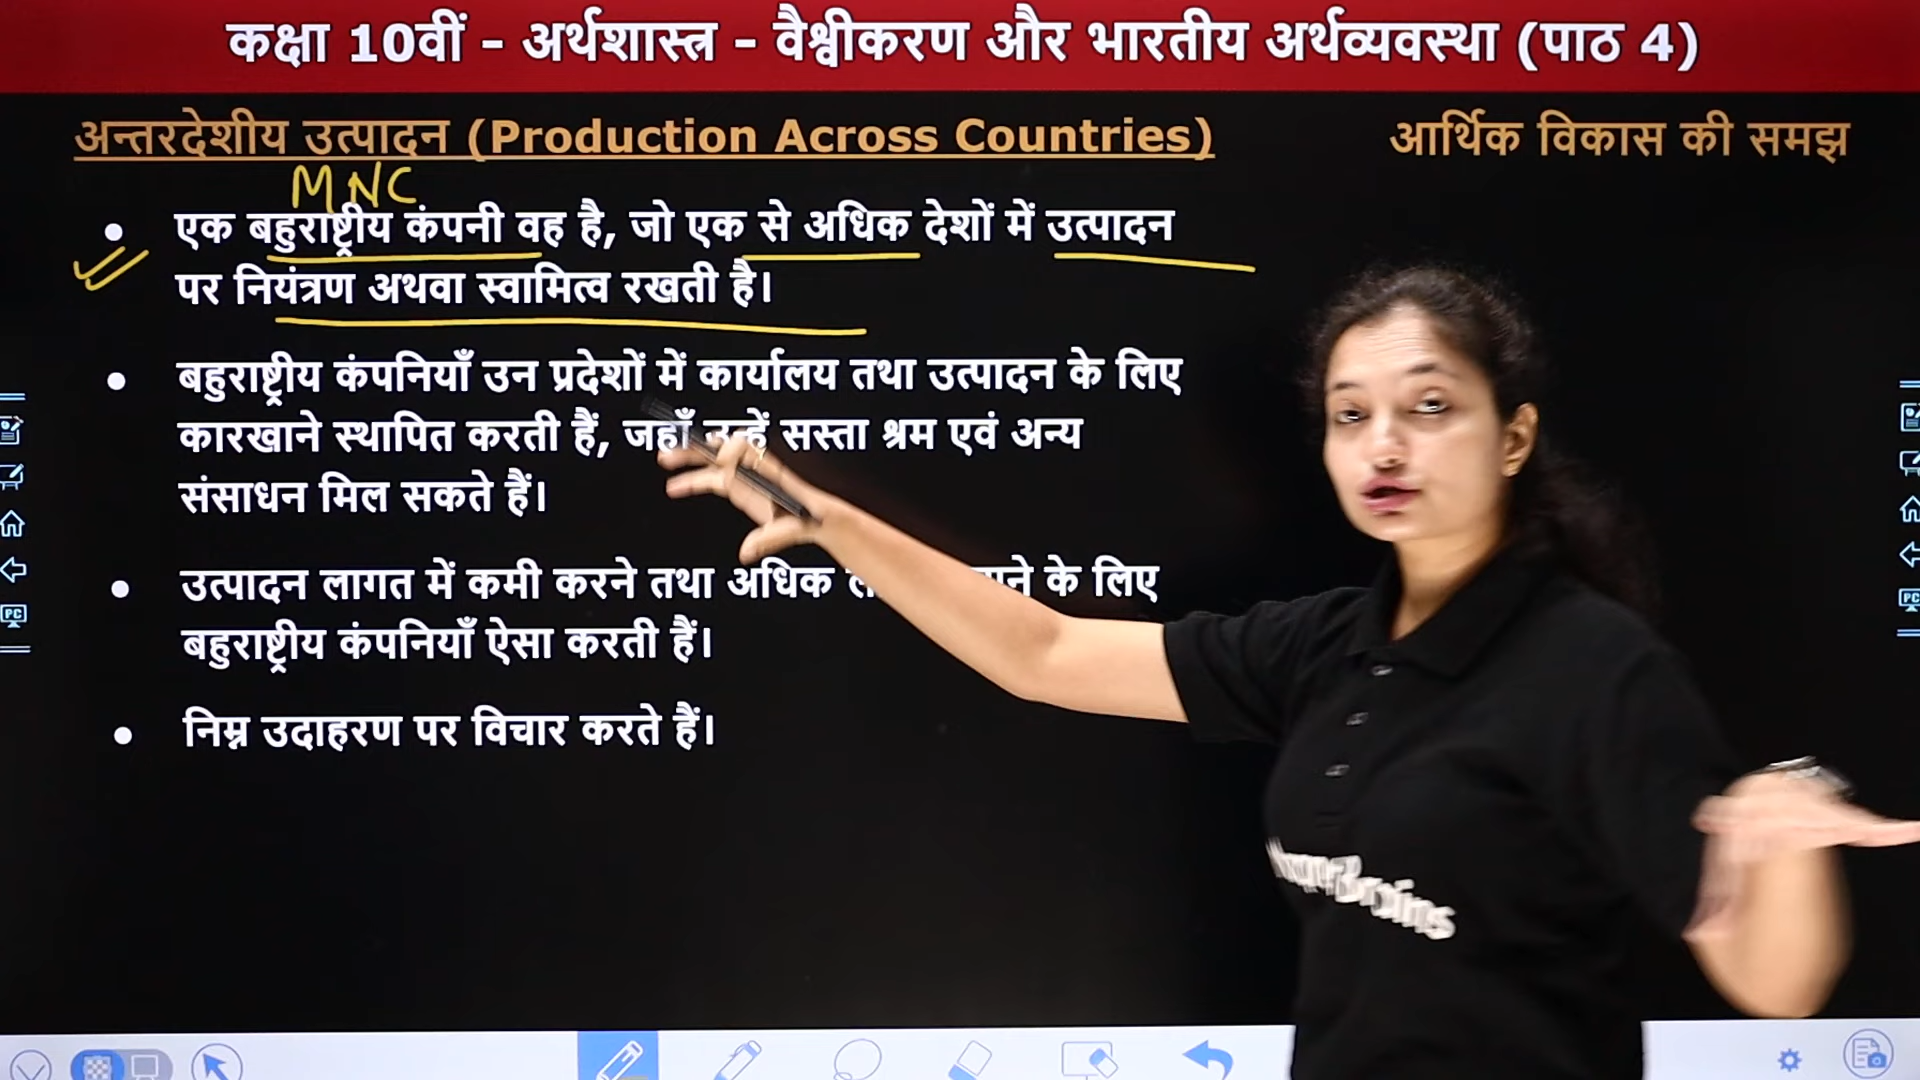 कक्षा 10वीं - अर्थशास्त्र - वैश्वीकरण और भारतीय अर्थव्यवस्था (पाठ 4)
अन्तरदेशीय उत्पादन (Production Across Countries)
आर्थिक विकास की समझ
MNC
• एक बहुराष्ट्रीय कंपनी वह है, जो एक से अधिक देशों में उत्पादन
पर नियंत्रण अथवा स्वामित्व रखती है।
• बहुराष्ट्रीय कंपनियाँ उन प्रदेशों में कार्यालय तथा उत्पादन के लिए
कारखाने स्थापित करती हैं, जहाँ उन्हें सस्ता श्रम एवं अन्य
संसाधन मिल सकते हैं।
• उत्पादन लागत में कमी करने तथा अधिक के लिए
बहुराष्ट्रीय कंपनियाँ ऐसा करती हैं।
• निम्न उदाहरण पर विचार करते हैं।
PC
PC